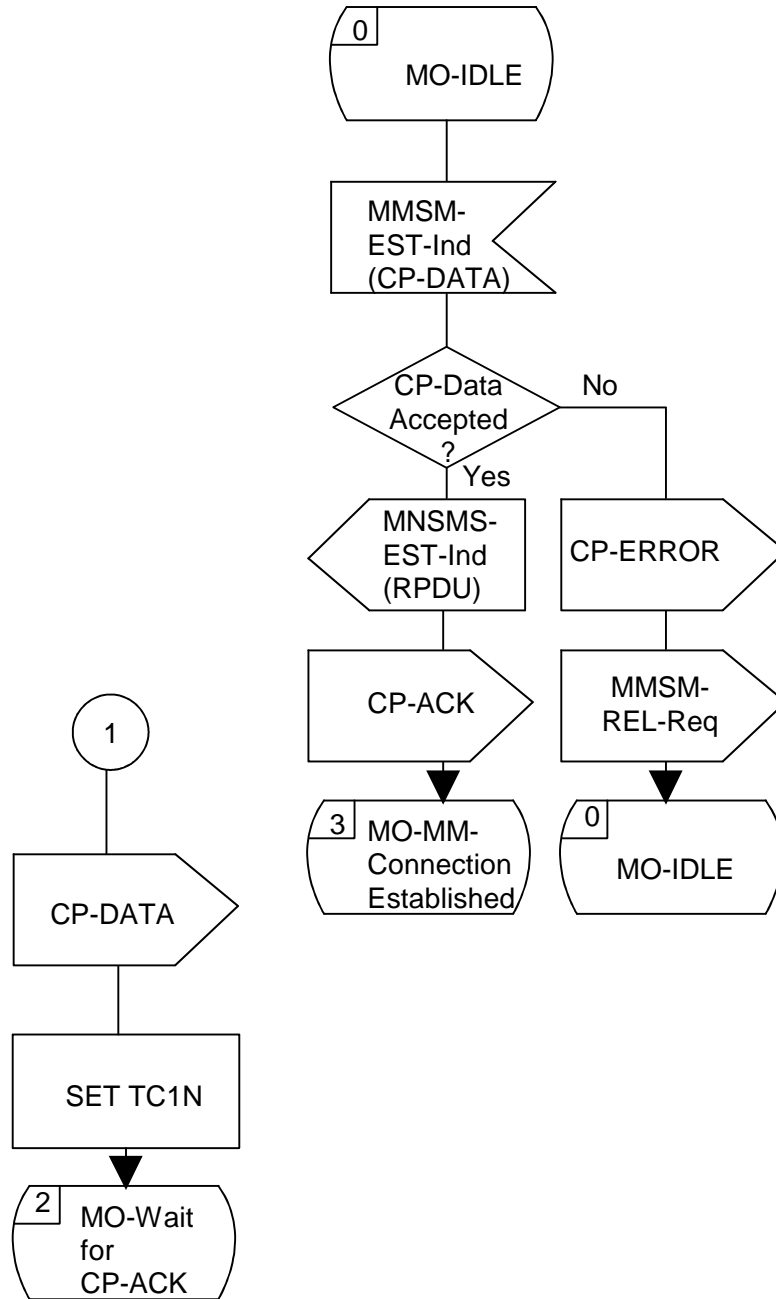 0
MO-IDLE
MMSM-
EST-Ind
(CP-DATA)
CP-Data
Accepted
?
No
Yes
MNSMS-
EST-Ind
(RPDU)
CP-ERROR
CP-ACK
MMSM-
REL-Req
3
MO-MM-
Connection
Established
0
MO-IDLE
1
CP-DATA
SET TC1N
2
MO-Wait
for
CP-ACK